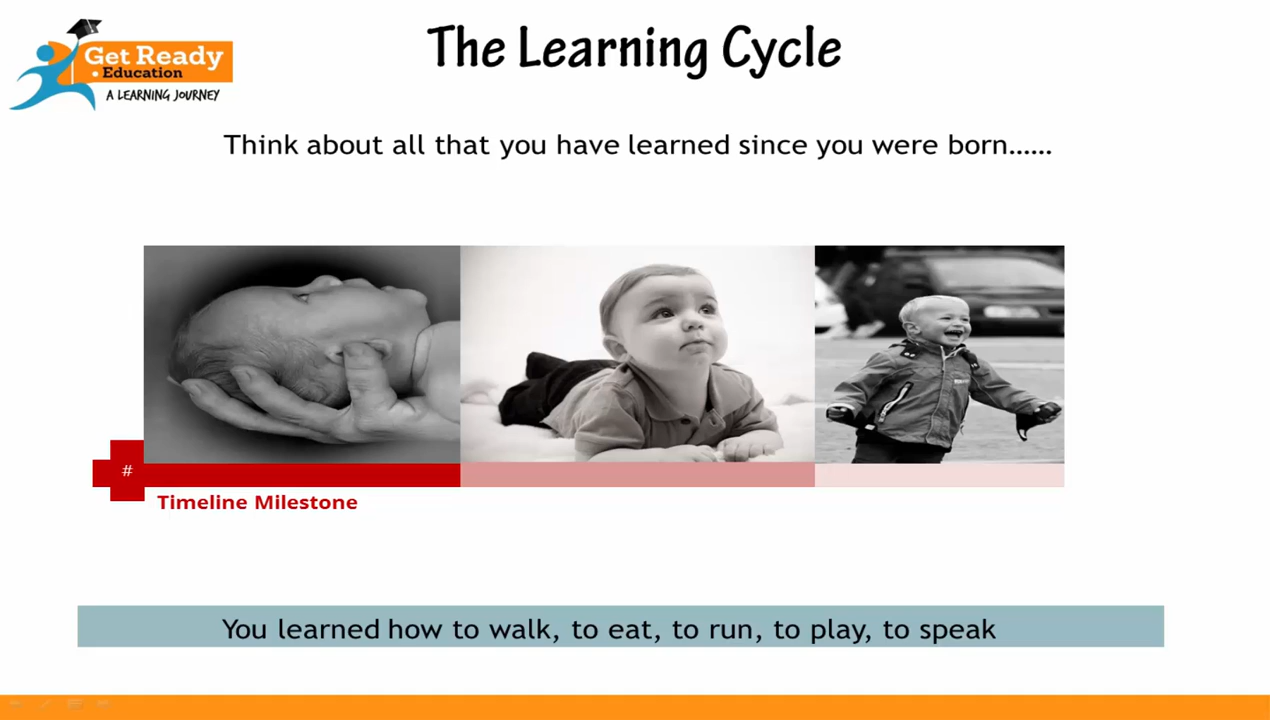 The Learning Cycle
Get Ready
• Education
A LEARNING JOURNEY
Think about all that you have learned since you were born......
#
Timeline Milestone
You learned how to walk, to eat, to run, to play, to speak